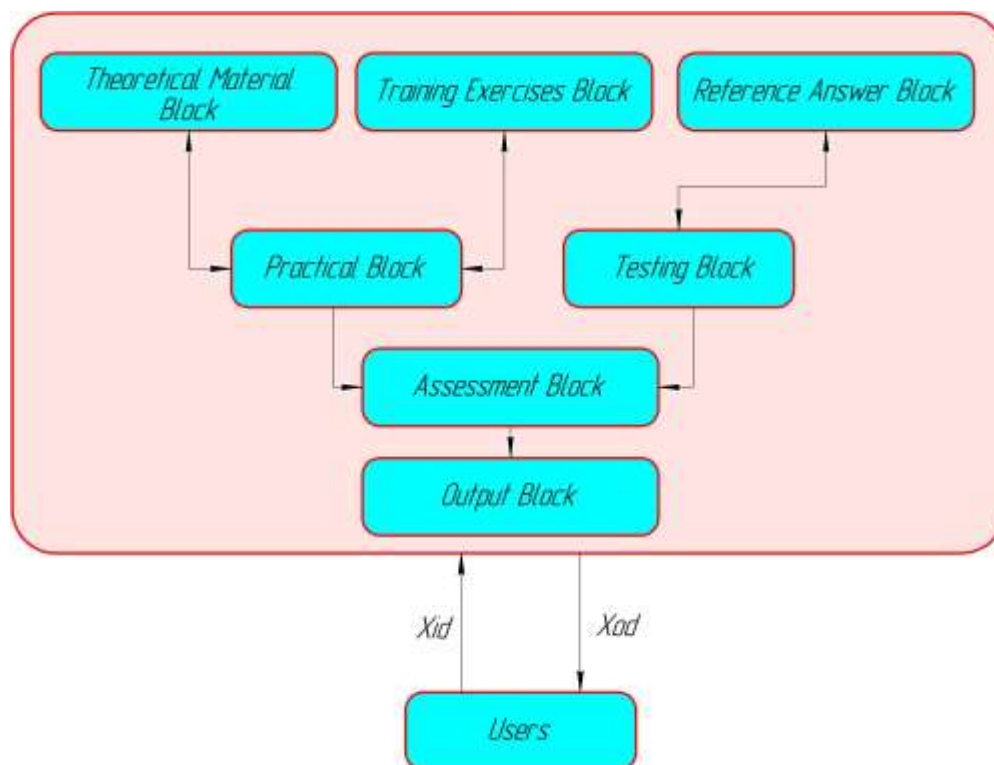 Theoretical Material
Block
Training Exercises Block
Reference Answer Block
Practical Block
Testing Block
Assessment Block
Output Block
Xid
Xod
Users